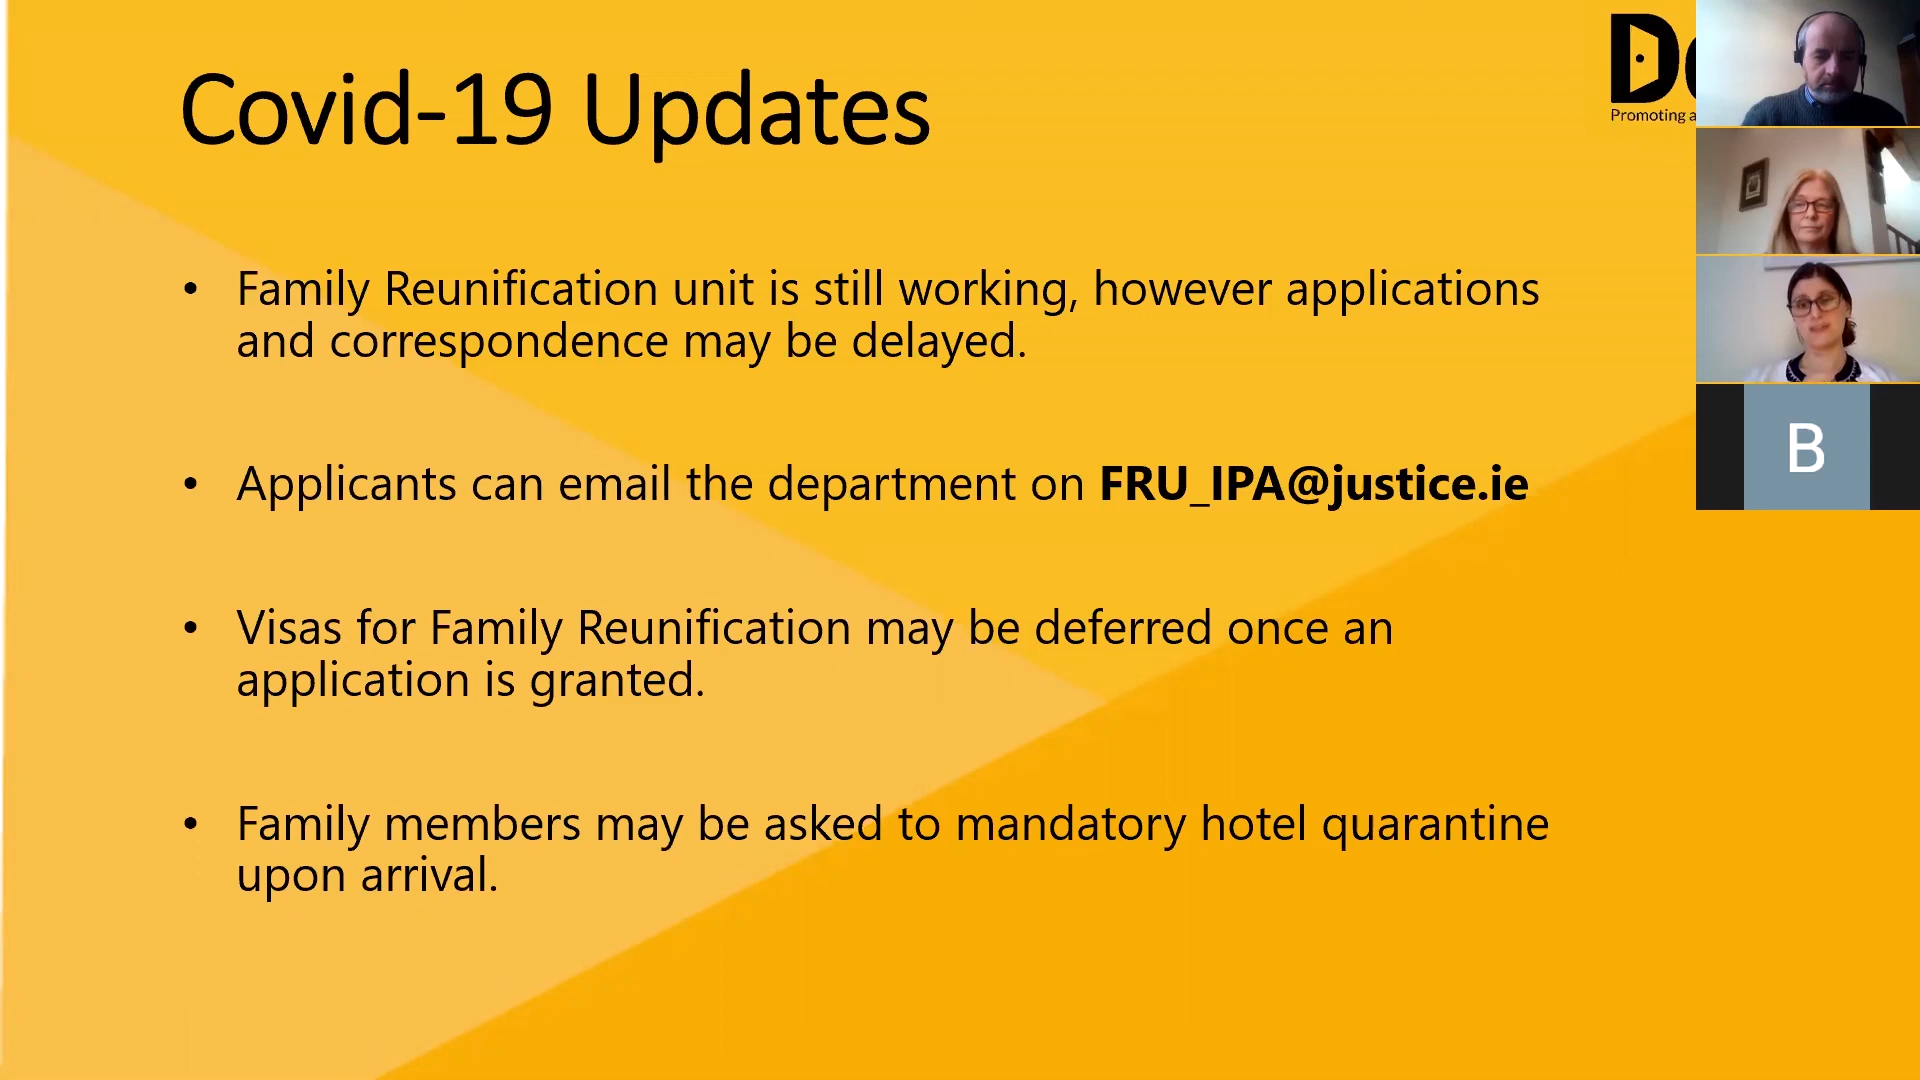 Covid-19 Updates
Promoting a
• Family Reunification unit is still working, however applications
and correspondence may be delayed.
• Applicants can email the department on FRU_IPA@justice.ie
• Visas for Family Reunification may be deferred once an
application is granted.
• Family members may be asked to mandatory hotel quarantine
upon arrival.
B